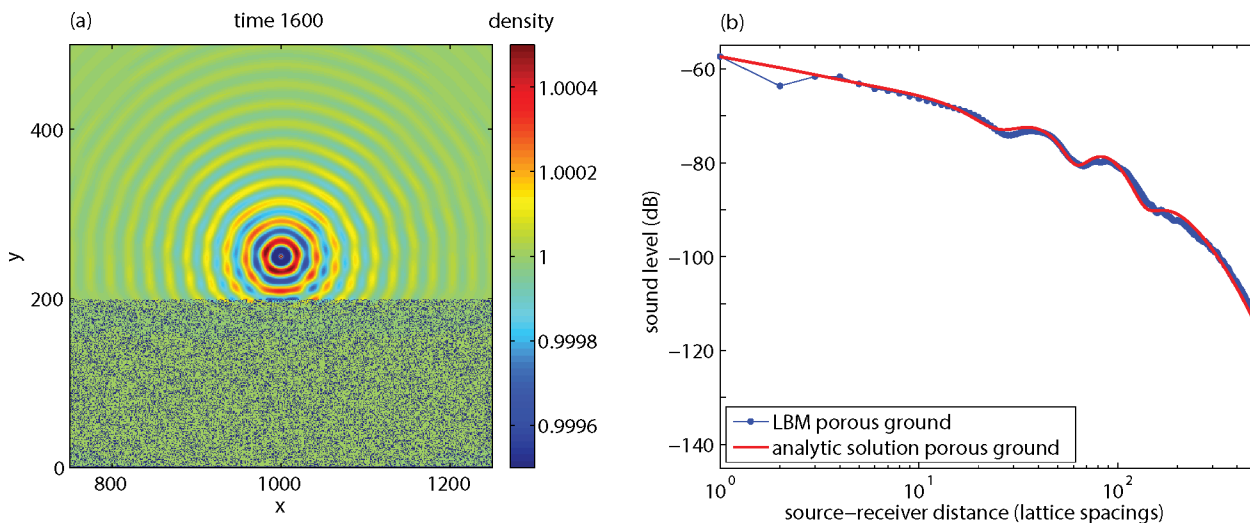 (a) time 1600 density
400
200
0
y
800 1000 1200
x
1.0004
1.0002
1
0.9998
0.9996
(b)
−60
−80
−100
−120
−140
sound level (dB)
LBM porous ground
analytic solution porous ground
10^0 10^1 10^2
source−receiver distance (lattice spacings)